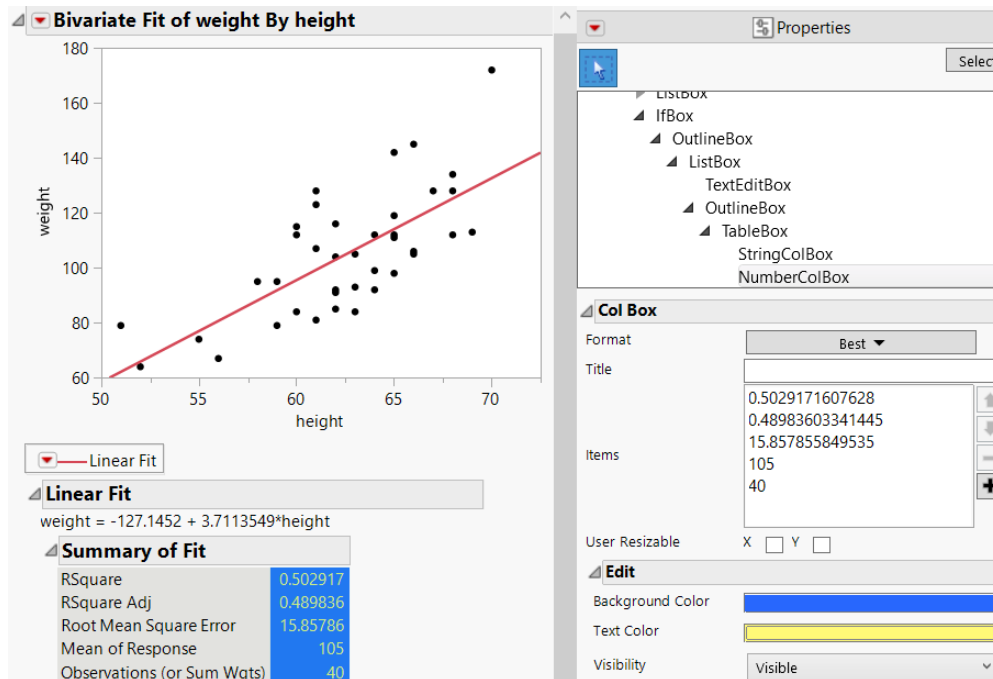 Bivariate Fit of weight By height
180
160
140
120
100
80
60
weight
50 55 60 65 70
height
Linear Fit
Linear Fit
weight = -127.1452 + 3.7113549*height
Summary of Fit
RSquare 0.502917
RSquare Adj 0.489836
Root Mean Square Error 15.85786
Mean of Response 105
Observations (or Sum Wgts) 40
Properties
Select
ListBox
IfBox
OutlineBox
ListBox
TextEditBox
OutlineBox
TableBox
StringColBox
NumberColBox
Col Box
Format Best
Title
Items
0.5029171607628
0.48983603341445
15.857855849535
105
40
User Resizable X Y
Edit
Background Color
Text Color
Visibility Visible